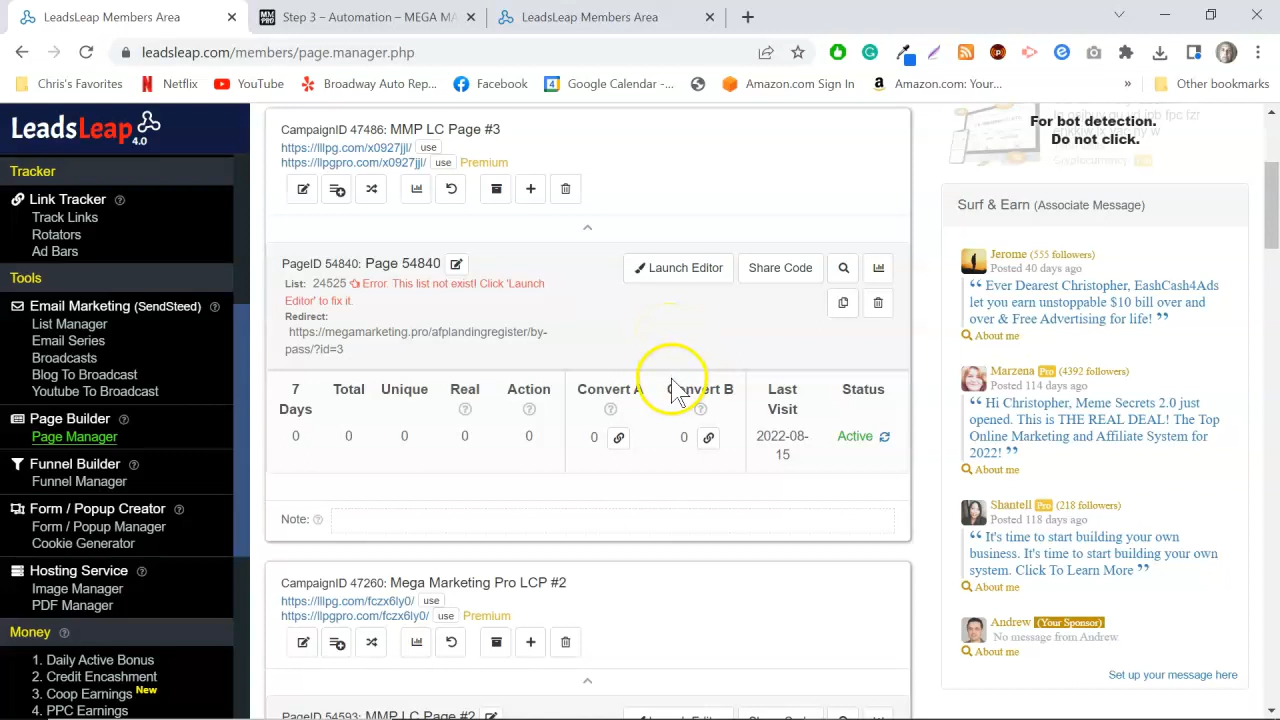 LeadsLeap Members Area
Step 3 – Automation – MEGA MA
LeadsLeap Members Area
leadsleap.com/members/page.manager.php
Chris's Favorites
Netflix
YouTube
Broadway Auto Rep...
Facebook
Google Calendar -...
Amazon.com Sign In
Amazon.com: Your...
»
Other bookmarks
LeadsLeap
4.0
Tracker
Link Tracker
Track Links
Rotators
Ad Bars
Tools
Email Marketing (SendSteed)
List Manager
Email Series
Broadcasts
Blog To Broadcast
Youtube To Broadcast
Page Builder
Page Manager
Funnel Builder
Funnel Manager
Form / Popup Creator
Form / Popup Manager
Cookie Generator
Hosting Service
Image Manager
PDF Manager
Money
1. Daily Active Bonus
2. Credit Encashment
3. Coop Earnings New
4. PPC Earnings
CampaignID 47486: MMP LC Page #3
https://llpg.com/x0927jjl/ use
https://llpgpro.com/x0927jjl/ use Premium
PageID 54840: Page 54840
Launch Editor
Share Code
List: 24525 Error. This list not exist! Click 'Launch
Editor' to fix it.
Redirect:
https://megamarketing.pro/afplandingregister/by-
pass/?id=3
7 Days
Total
Unique
Real
Action
Convert A
Convert B
Last Visit
Status
0
0
0
0
0
0
0
2022-08-
15
Active
Note:
CampaignID 47260: Mega Marketing Pro LCP #2
https://llpg.com/fczx6ly0/ use
https://llpgpro.com/fczx6ly0/ use Premium
PageID 54593: MMP LC Page #2
Launch Editor
Share Code
For bot detection.
Do not click.
Surf & Earn (Associate Message)
Jerome (555 followers)
Posted 40 days ago
“ Ever Dearest Christopher, EashCash4Ads
let you earn unstoppable $10 bill over and
over & Free Advertising for life! ”
About me
Marzena Pro (4392 followers)
Posted 114 days ago
“ Hi Christopher, Meme Secrets 2.0 just
opened. This is THE REAL DEAL! The Top
Online Marketing and Affiliate System for
2022! ”
About me
Shantell Pro (218 followers)
Posted 118 days ago
“ It's time to start building your own
business. It's time to start building your own
system. Click To Learn More ”
About me
Andrew (Your Sponsor)
No message from Andrew
About me
Set up your message here